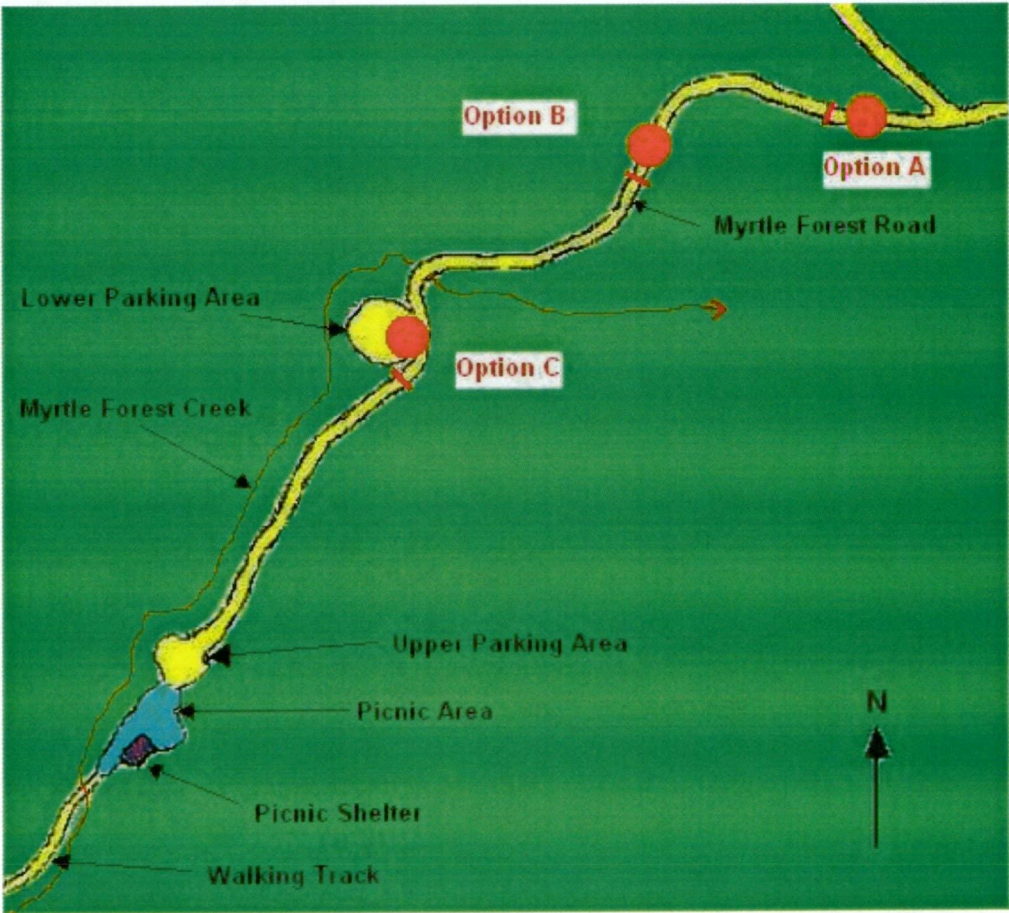 Option B
Option A
Myrtle Forest Road
Lower Parking Area
Option C
Myrtle Forest Creek
Upper Parking Area
N
Picnic Area
Picnic Shelter
Walking Track